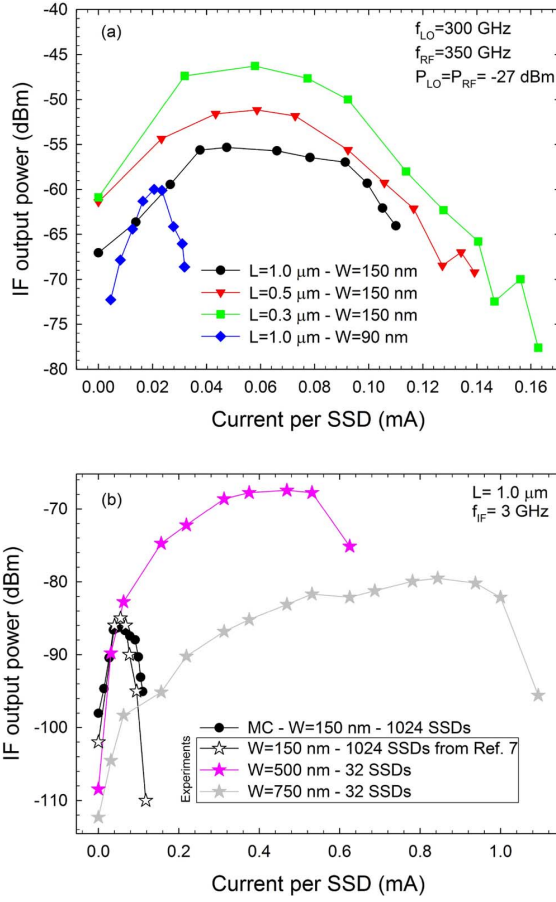 (a)
f_LO=300 GHz
f_RF=350 GHz
P_LO=P_RF= -27 dBm
-40
-45
-50
-55
-60
-65
-70
-75
-80
IF output power (dBm)
L=1.0 μm - W=150 nm
L=0.5 μm - W=150 nm
L=0.3 μm - W=150 nm
L=1.0 μm - W=90 nm
0.00 0.02 0.04 0.06 0.08 0.10 0.12 0.14 0.16
Current per SSD (mA)
(b)
L= 1.0 μm
f_IF= 3 GHz
-70
-80
-90
-100
-110
IF output power (dBm)
MC - W=150 nm - 1024 SSDs
Experiments
W=150 nm - 1024 SSDs from Ref. 7
W=500 nm - 32 SSDs
W=750 nm - 32 SSDs
0.0 0.2 0.4 0.6 0.8 1.0
Current per SSD (mA)